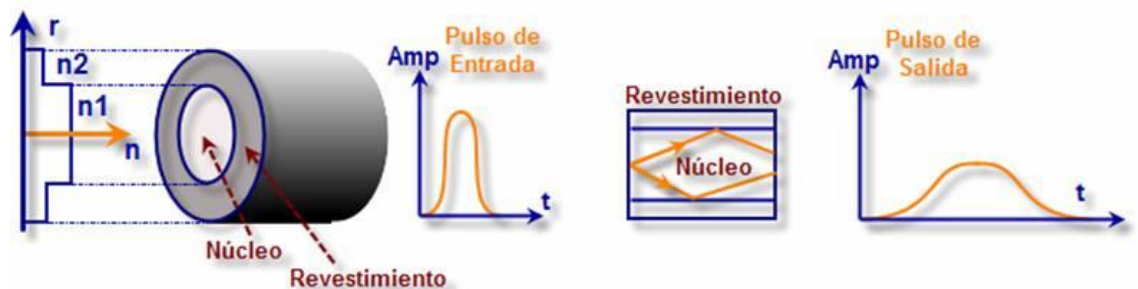 r
n2
n1
n
Núcleo
Revestimiento
Amp
Pulso de
Entrada
t
Revestimiento
Núcleo
Amp
Pulso de
Salida
t